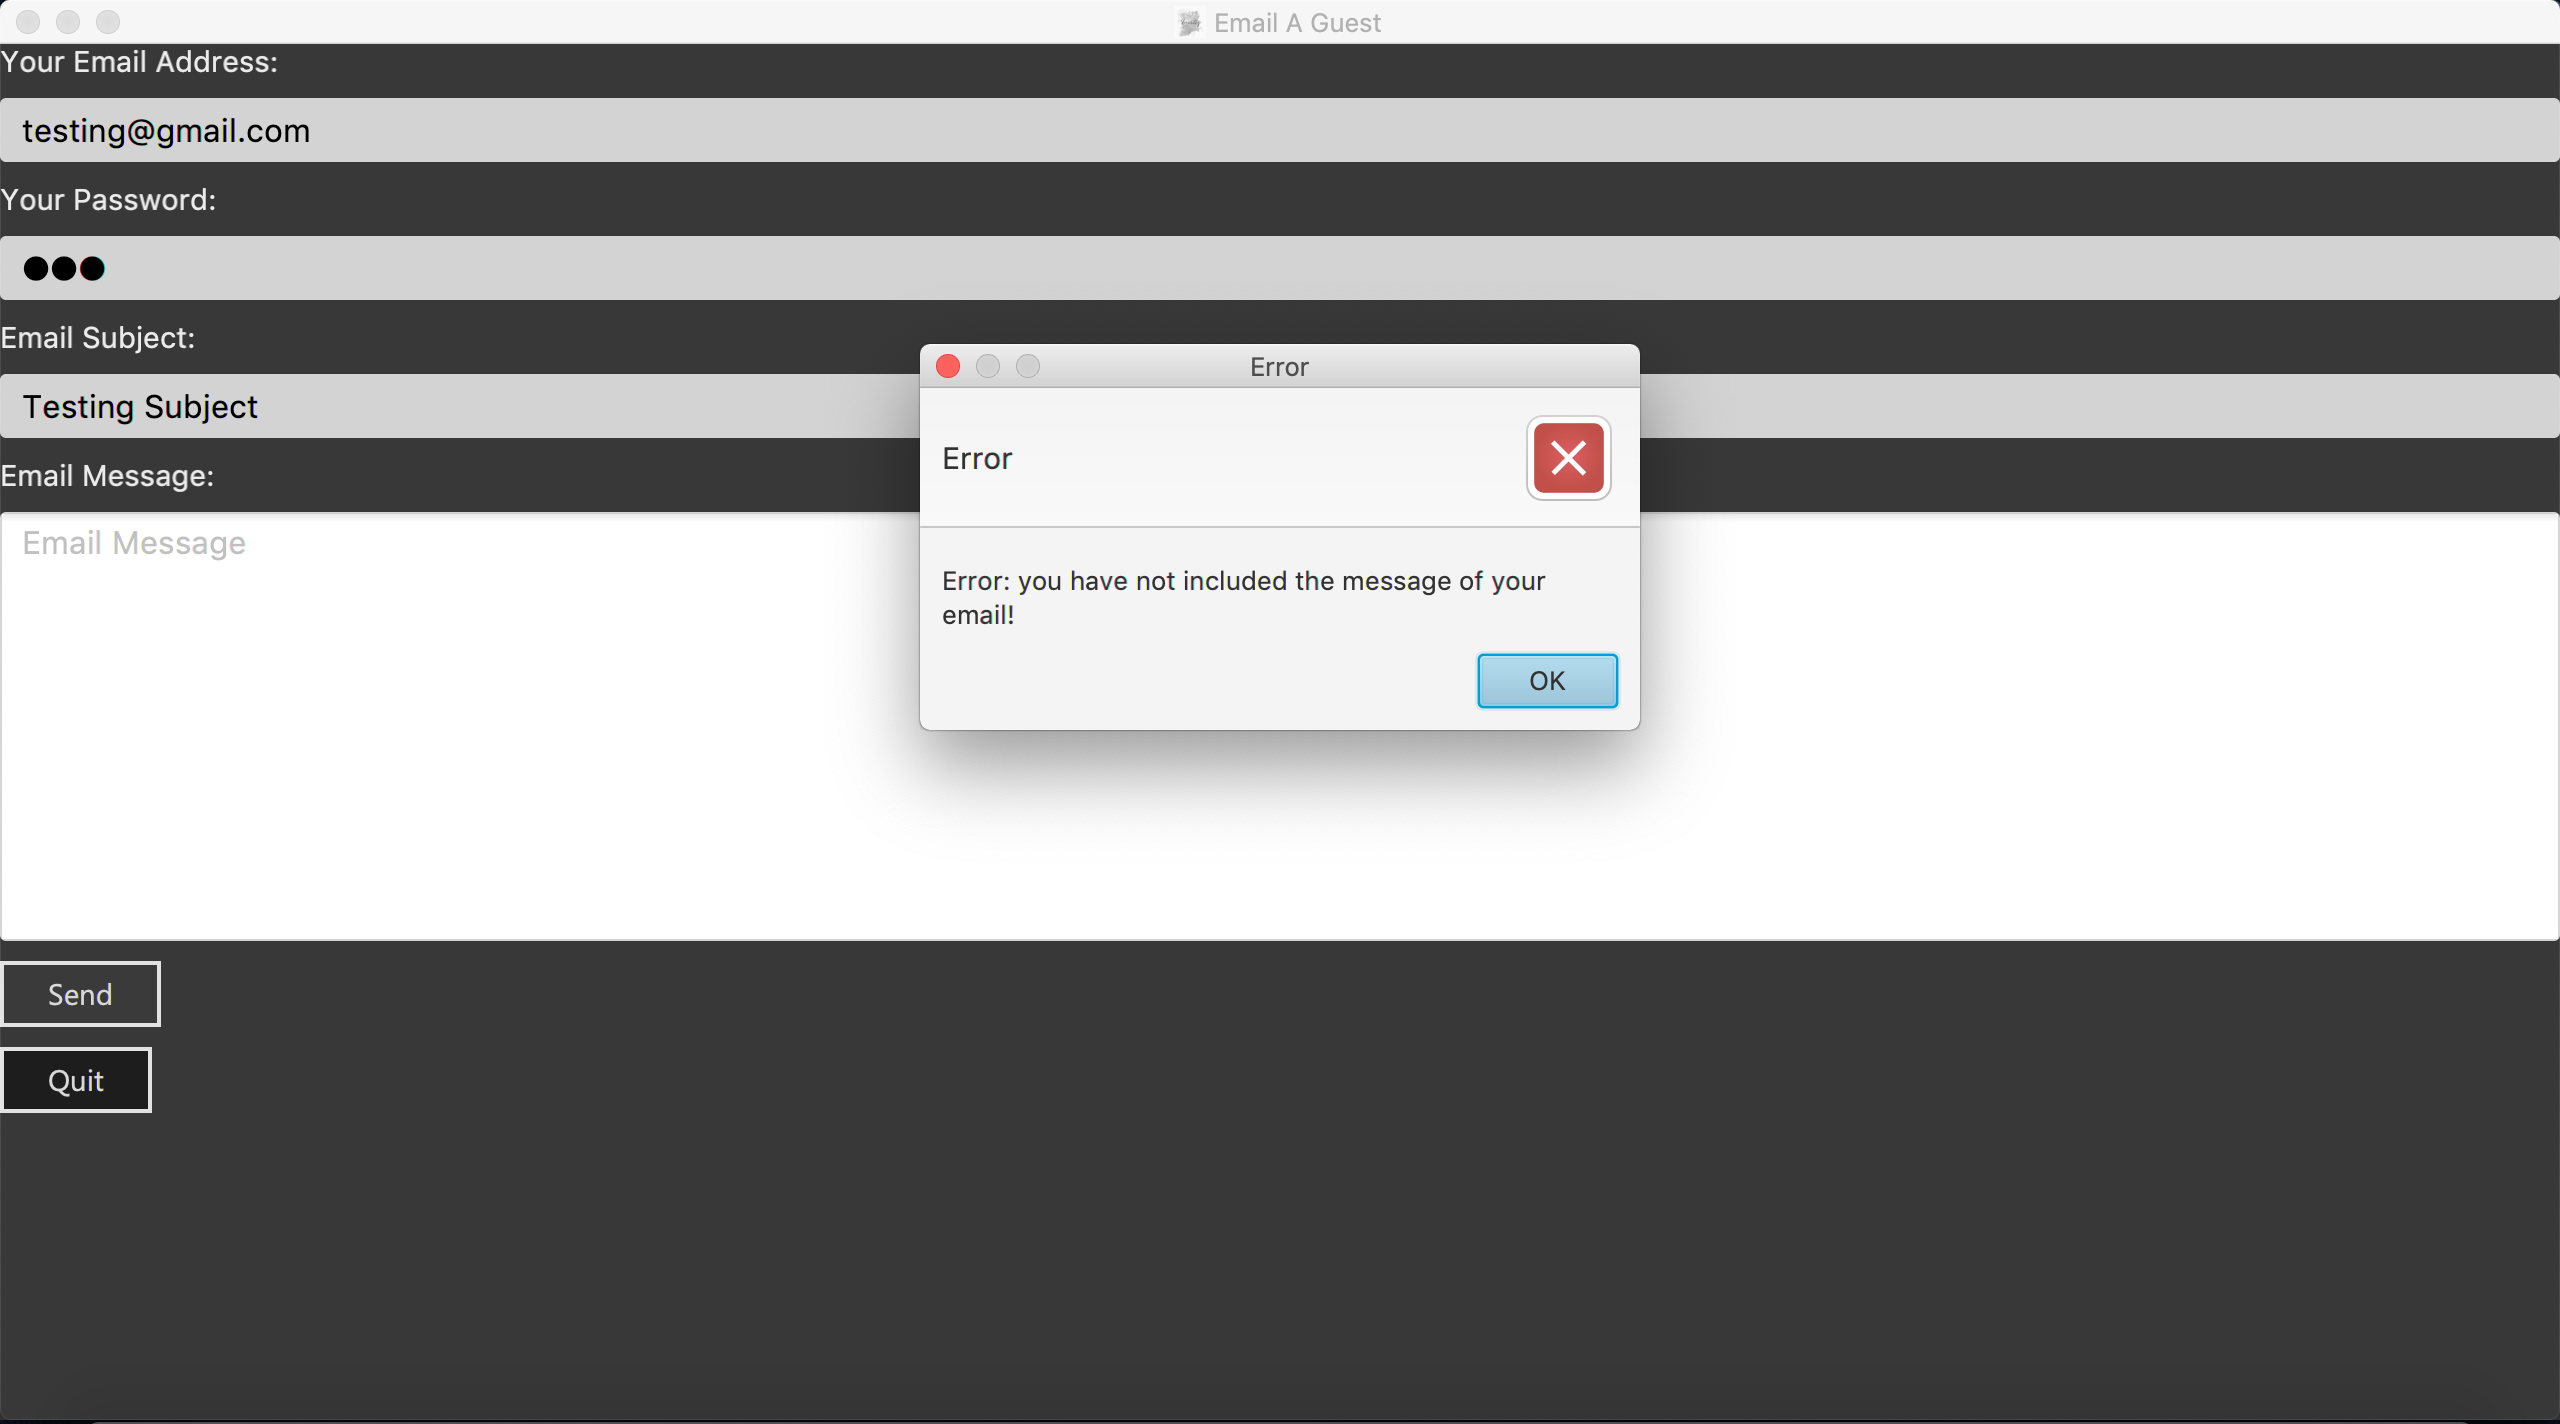 Email A Guest
Your Email Address:
testing@gmail.com
Your Password:
●●●
Email Subject:
Testing Subject
Email Message:
Email Message
Error
Error
Error: you have not included the message of your
email!
OK
Send
Quit